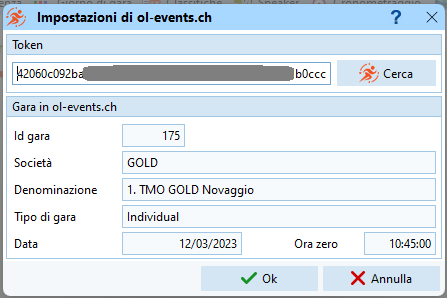 Impostazioni di ol-events.ch ?
Token
42060c092ba b0ccc Cerca
Gara in ol-events.ch
Id gara 175
Società GOLD
Denominazione 1. TMO GOLD Novaggio
Tipo di gara Individual
Data 12/03/2023 Ora zero 10:45:00
Ok Annulla